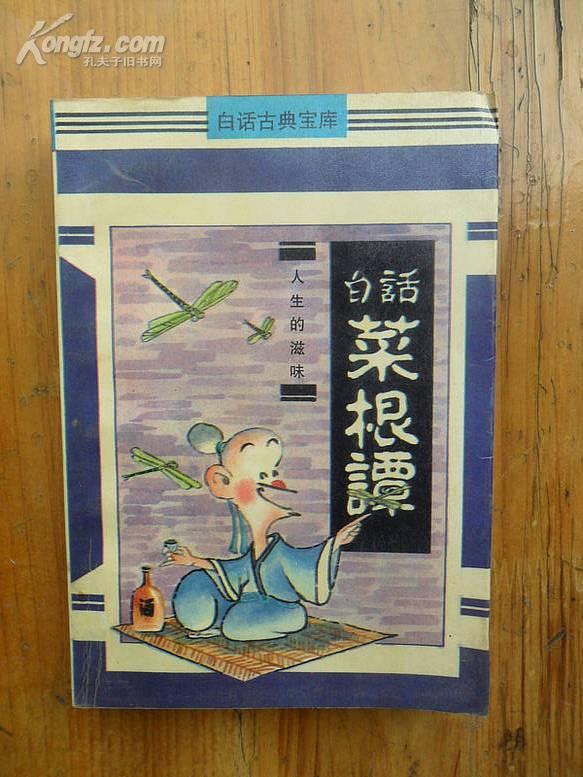 Kongfz.com
孔夫子旧书网
白话古典宝库
白話
菜根譚
人生的滋味
酒